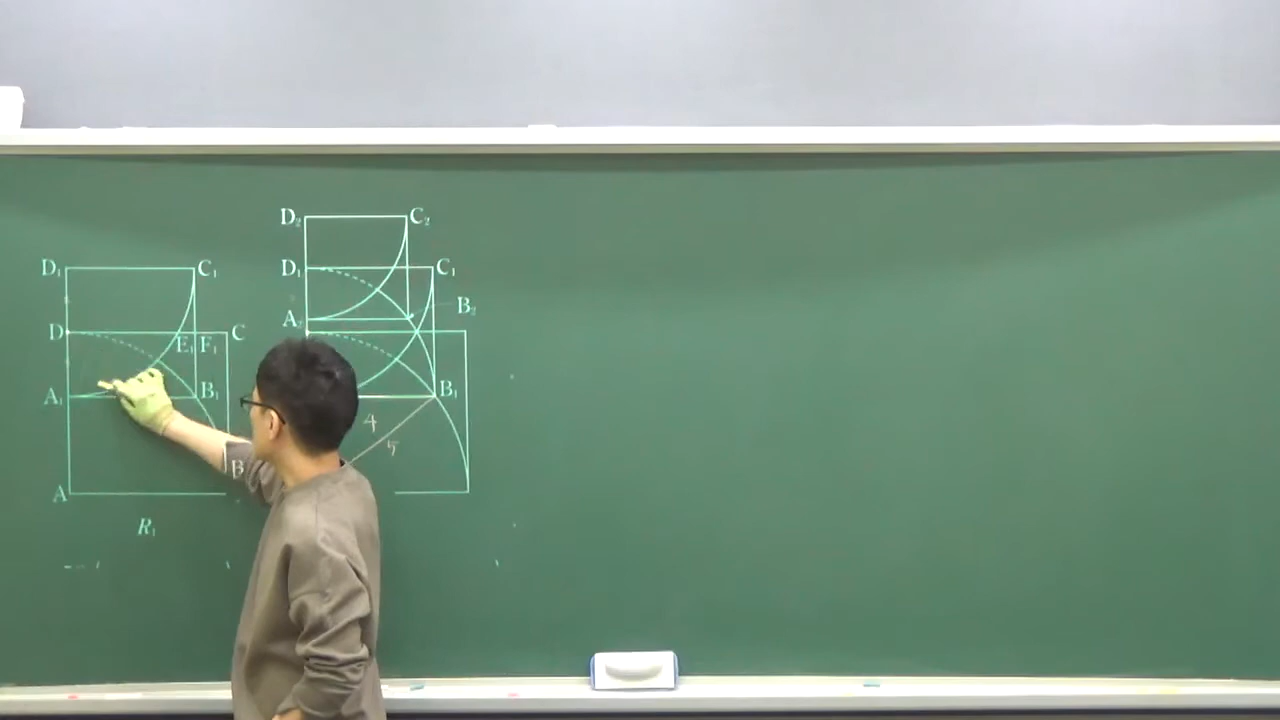 D₂ C₂
D₁ C₁ D₁ C₁
B₂
A₂
D C
E₁ F₁
A₁ B₁ B₁
4
5
B
A
R₁